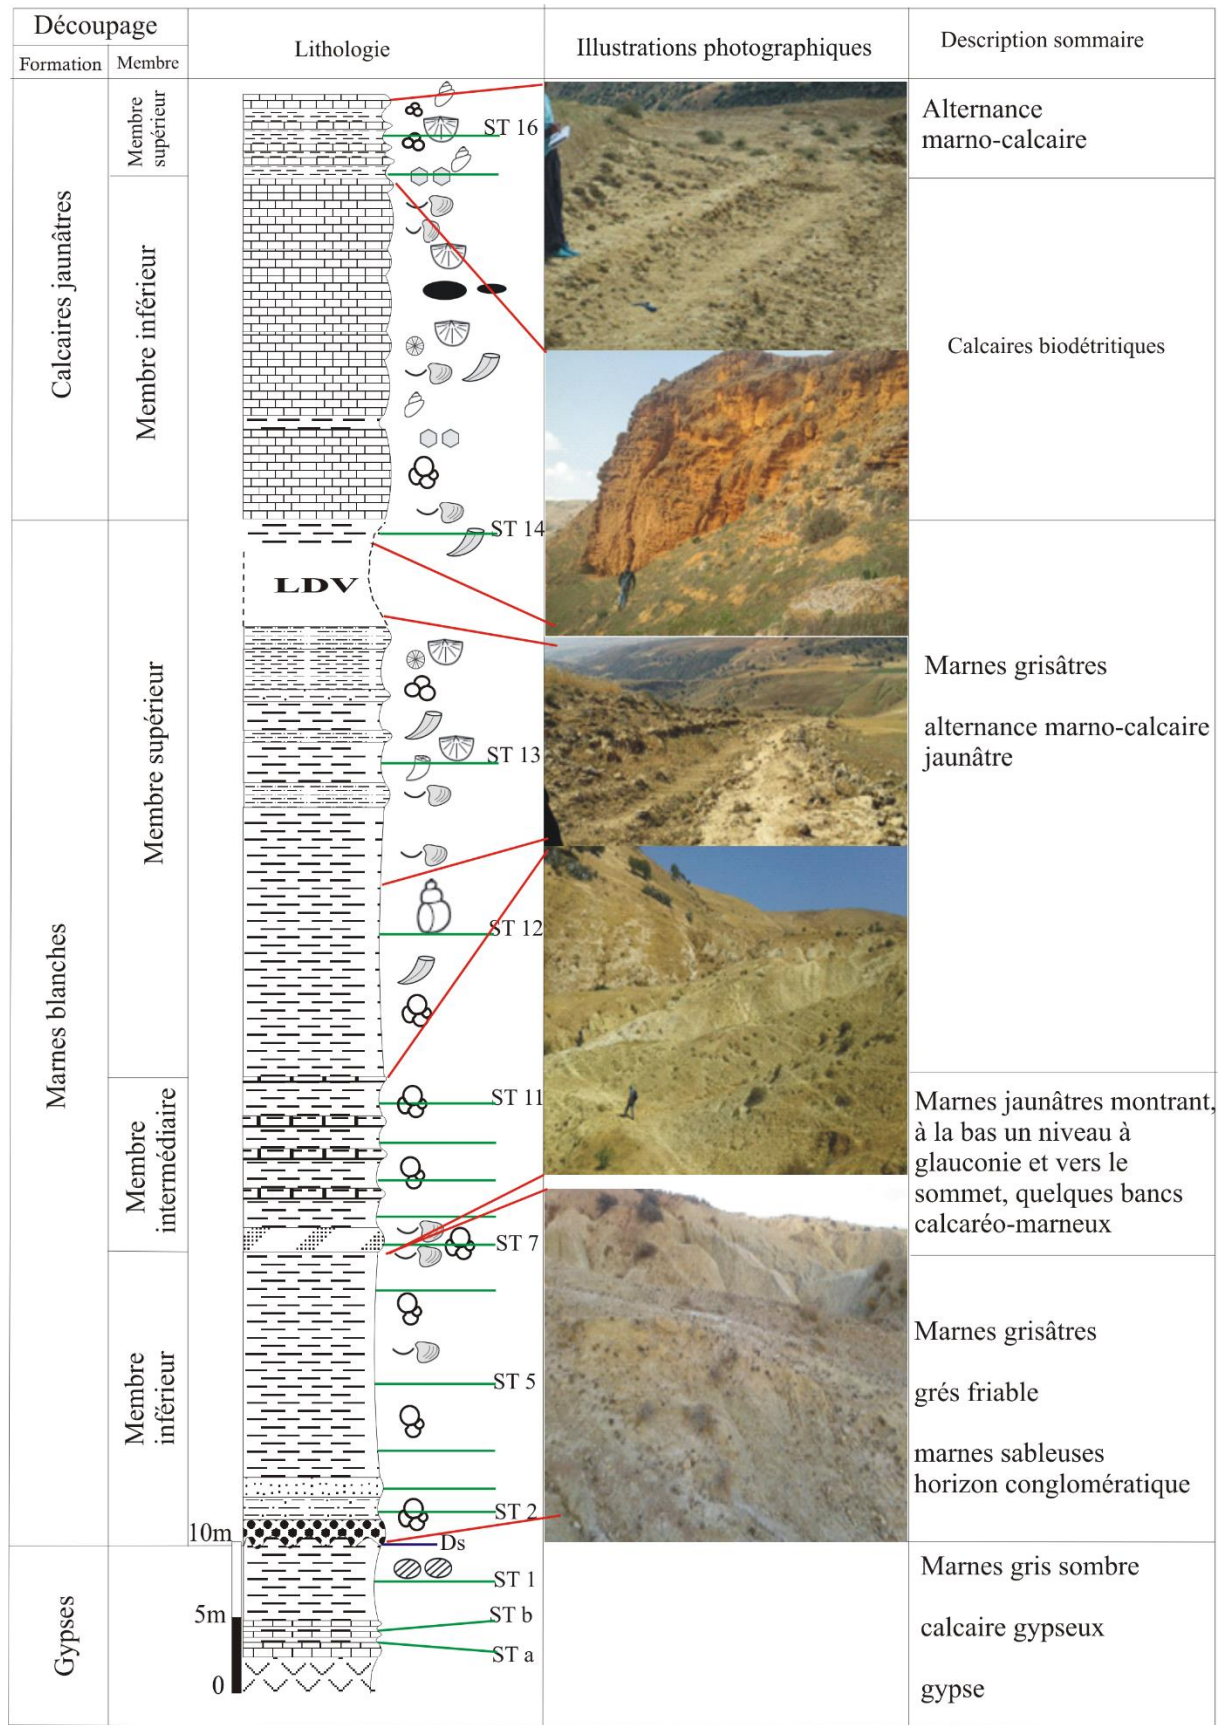 Découpage
Formation
Membre
Lithologie
Illustrations photographiques
Description sommaire
Calcaires jaunâtres
Membre
supérieur
ST 16
Alternance
marno-calcaire
Membre inférieur
Calcaires biodétritiques
Marnes blanches
Membre supérieur
ST 14
LDV
ST 13
ST 12
Marnes grisâtres
alternance marno-calcaire
jaunâtre
Membre
intermédiaire
ST 11
ST 7
Marnes jaunâtres montrant,
à la bas un niveau à
glauconie et vers le
sommet, quelques bancs
calcaréo-marneux
Membre
inférieur
ST 5
ST 2
Marnes grisâtres
grés friable
marnes sableuses
horizon conglomératique
10m
Ds
Gypses
5m
0
ST 1
ST b
ST a
Marnes gris sombre
calcaire gypseux
gypse